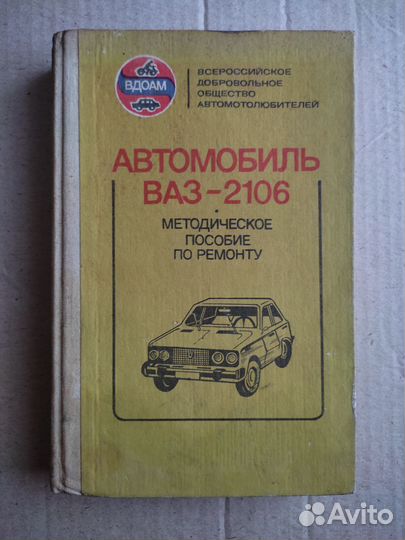 ВДОАМ
ВСЕРОССИЙСКОЕ
ДОБРОВОЛЬНОЕ
ОБЩЕСТВО
АВТОМОТОЛЮБИТЕЛЕЙ
АВТОМОБИЛЬ
ВАЗ-2106
МЕТОДИЧЕСКОЕ
ПОСОБИЕ
ПО РЕМОНТУ
Avito